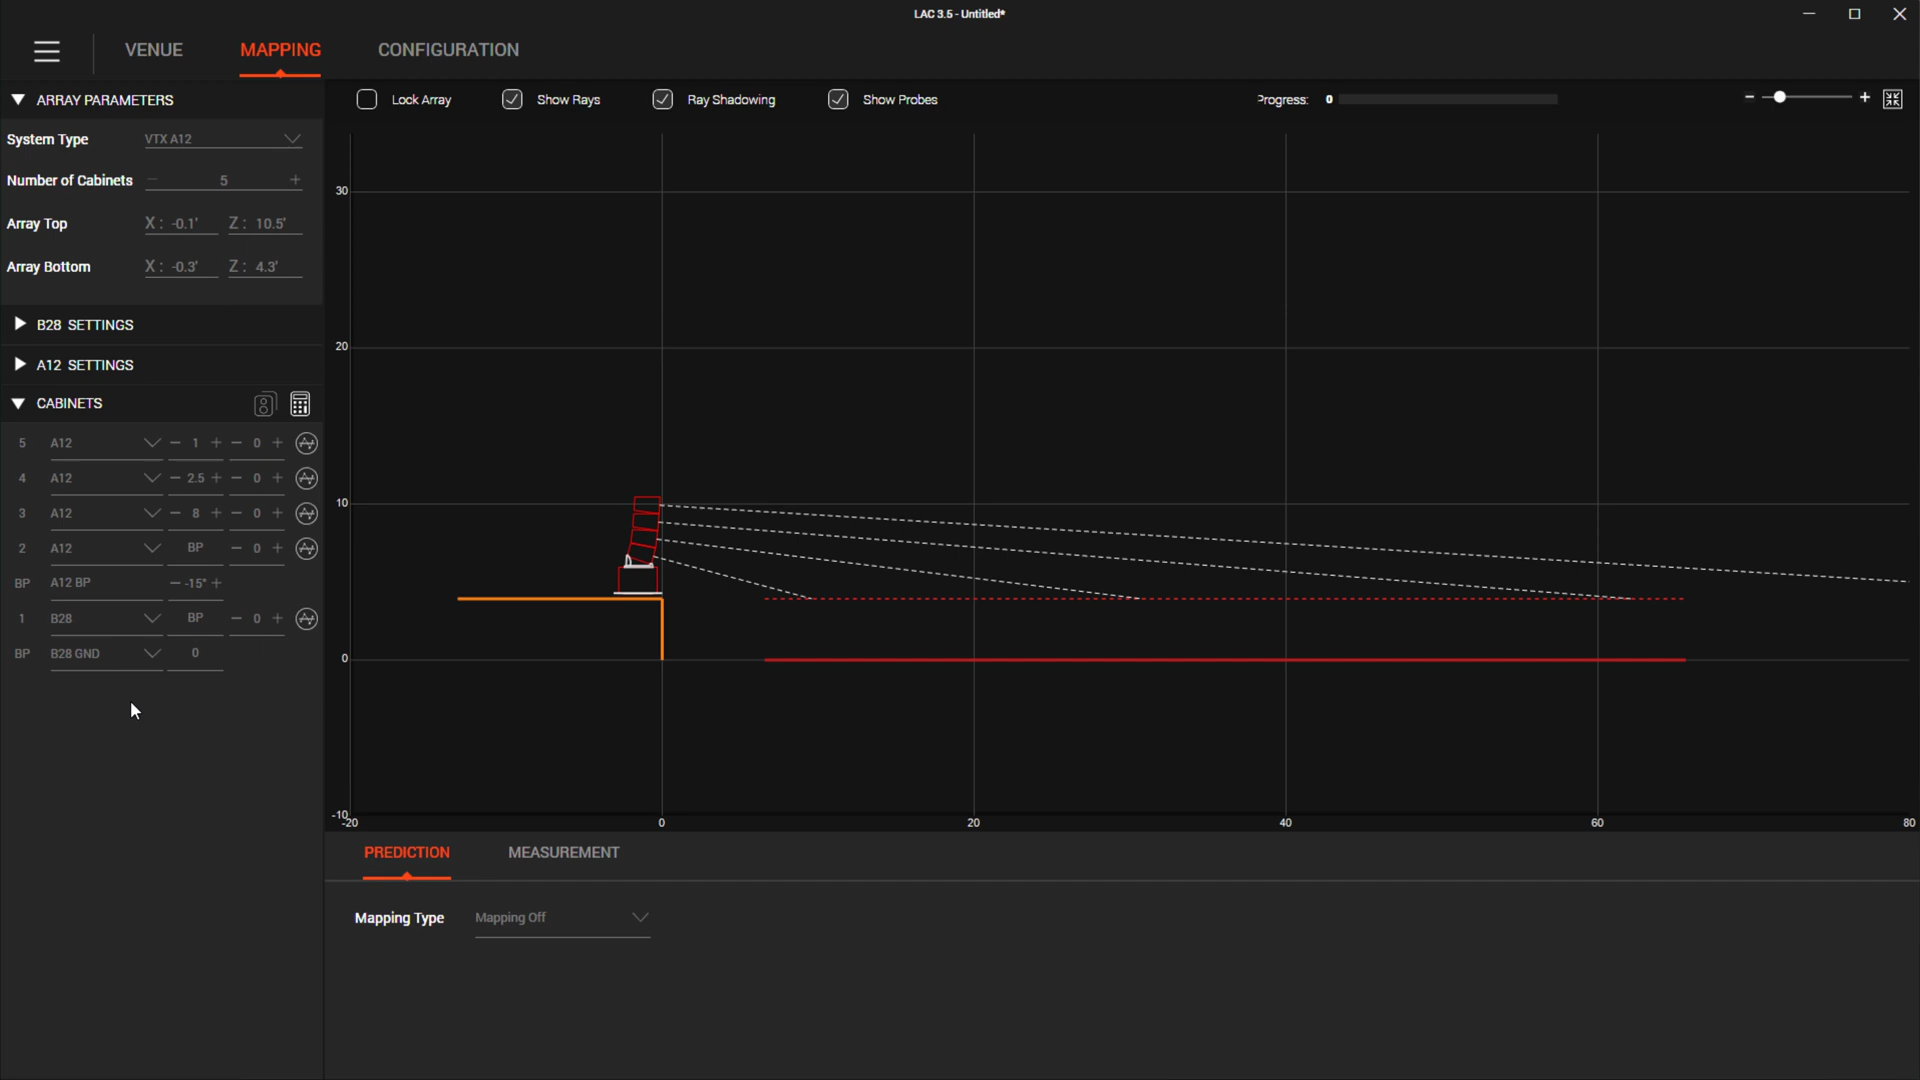 LAC 3.5 - Untitled*
VENUE MAPPING CONFIGURATION
ARRAY PARAMETERS
Lock Array Show Rays Ray Shadowing Show Probes Progress: 0
System Type VTX A12
Number of Cabinets 5
Array Top X: -0.1' Z: 10.5'
Array Bottom X: -0.3' Z: 4.3'
B28 SETTINGS
A12 SETTINGS
CABINETS
5 A12 − 1 + − 0 +
4 A12 − 2.5 + − 0 +
3 A12 − 8 + − 0 +
2 A12 BP − 0 +
BP A12 BP − -15° +
1 B28 BP − 0 +
BP B28 GND 0
30
20
10
0
-10
-20 0 20 40 60 80
PREDICTION MEASUREMENT
Mapping Type Mapping Off